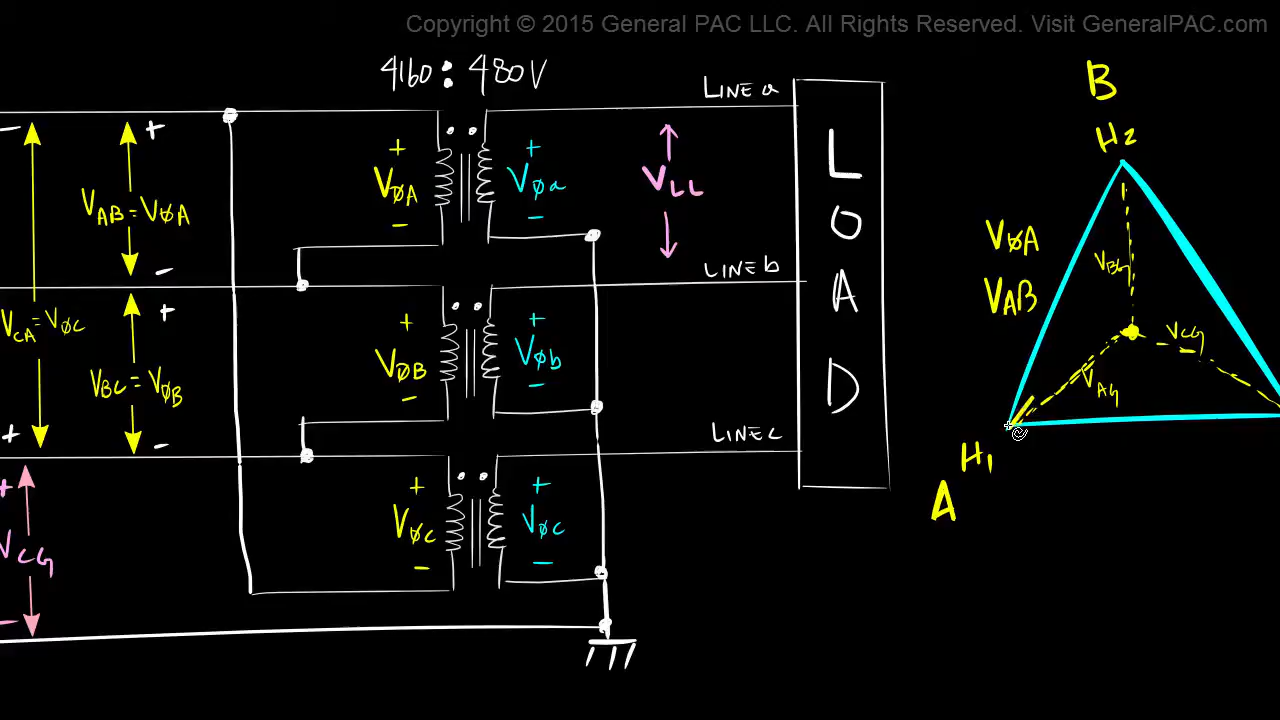 Copyright © 2015 General PAC LLC. All Rights Reserved. Visit GeneralPAC.com
4160 : 480V
LINE a
B
H2
L
O
A
D
- +
+ VØA -
+ VØa -
VLL
VAB = VØA
-
LINE b
VØA
VAB
VBG
VCG
VAG
+
VCA = VØC
VBC = VØB
+ VØB -
+ VØb -
+ -
LINE c
H1
A
+
VCG
-
+ VØC -
+ VØc -